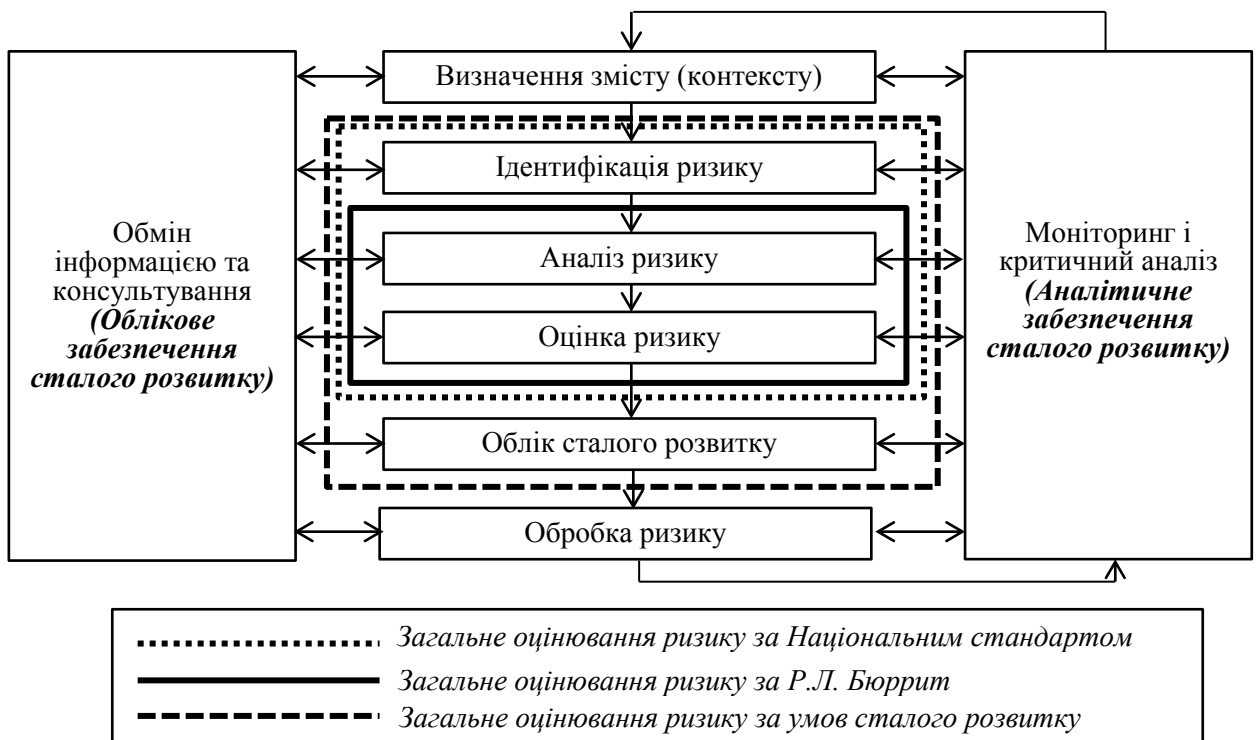 Обмін
інформацією та
консультування
(Облікове
забезпечення
сталого розвитку)
Визначення змісту (контексту)
Ідентифікація ризику
Аналіз ризику
Оцінка ризику
Облік сталого розвитку
Обробка ризику
Моніторинг і
критичний аналіз
(Аналітичне
забезпечення
сталого розвитку)
Загальне оцінювання ризику за Національним стандартом
Загальне оцінювання ризику за Р.Л. Бюррит
Загальне оцінювання ризику за умов сталого розвитку